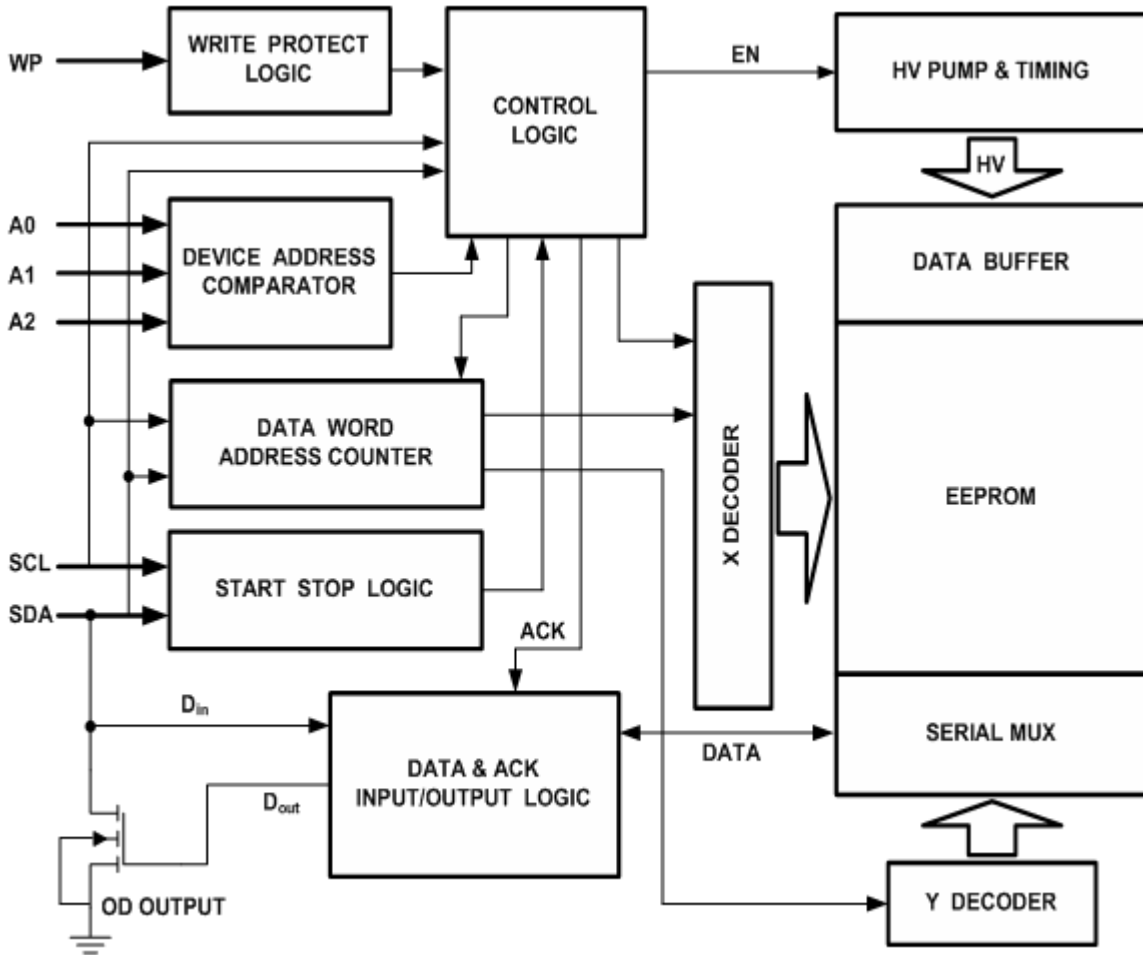 WP
WRITE PROTECT
LOGIC
CONTROL
LOGIC
EN
HV PUMP & TIMING
HV
A0
A1
A2
DEVICE ADDRESS
COMPARATOR
DATA BUFFER
DATA WORD
ADDRESS COUNTER
X DECODER
EEPROM
SCL
SDA
START STOP LOGIC
ACK
Din
DATA & ACK
INPUT/OUTPUT LOGIC
DATA
SERIAL MUX
Dout
OD OUTPUT
Y DECODER